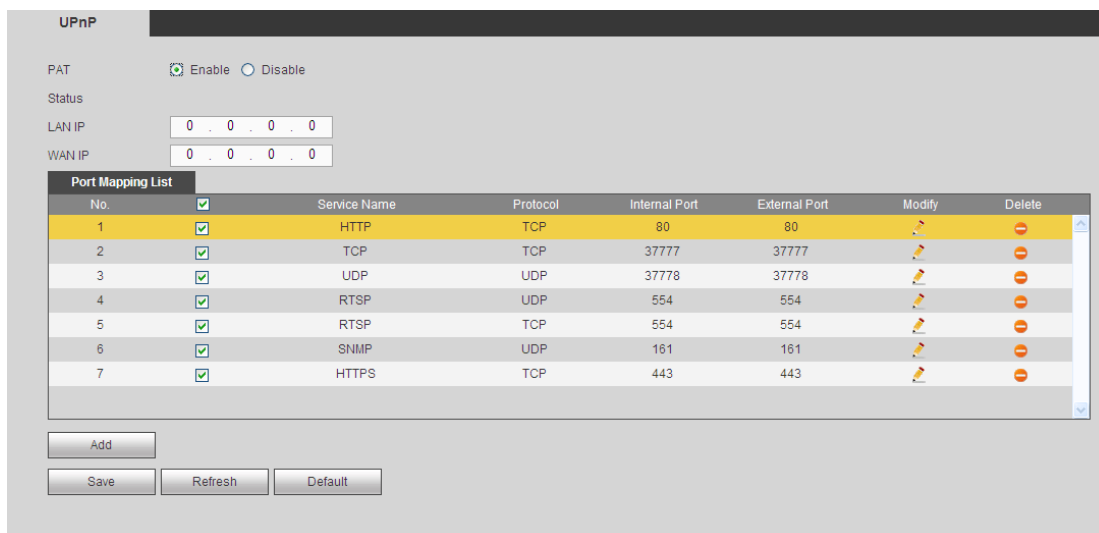 UPnP
PAT Enable Disable
Status
LAN IP 0 . 0 . 0 . 0
WAN IP 0 . 0 . 0 . 0
Port Mapping List
No. Service Name Protocol Internal Port External Port Modify Delete
1 HTTP TCP 80 80
2 TCP TCP 37777 37777
3 UDP UDP 37778 37778
4 RTSP UDP 554 554
5 RTSP TCP 554 554
6 SNMP UDP 161 161
7 HTTPS TCP 443 443
Add
Save Refresh Default